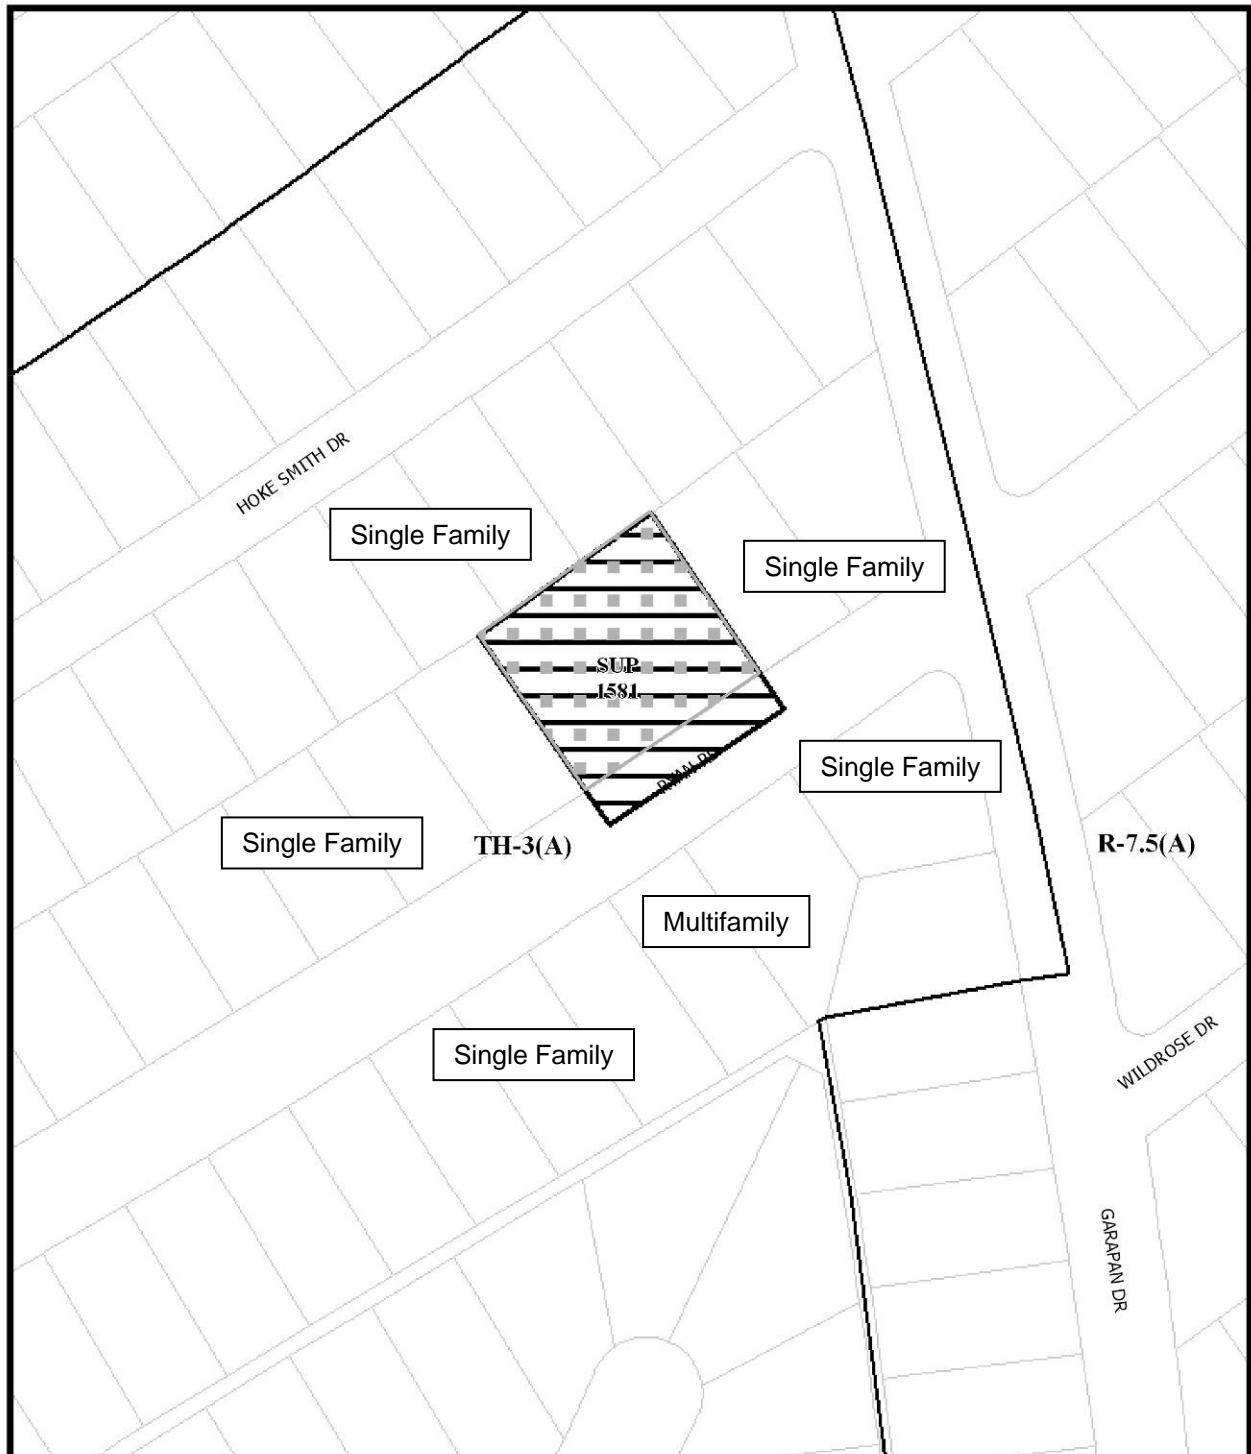 HOKE SMITH DR
Single Family
Single Family
SUP
1581
RYAN
Single Family
Single Family
TH-3(A)
R-7.5(A)
Multifamily
Single Family
WILDROSE DR
GARAPAN DR